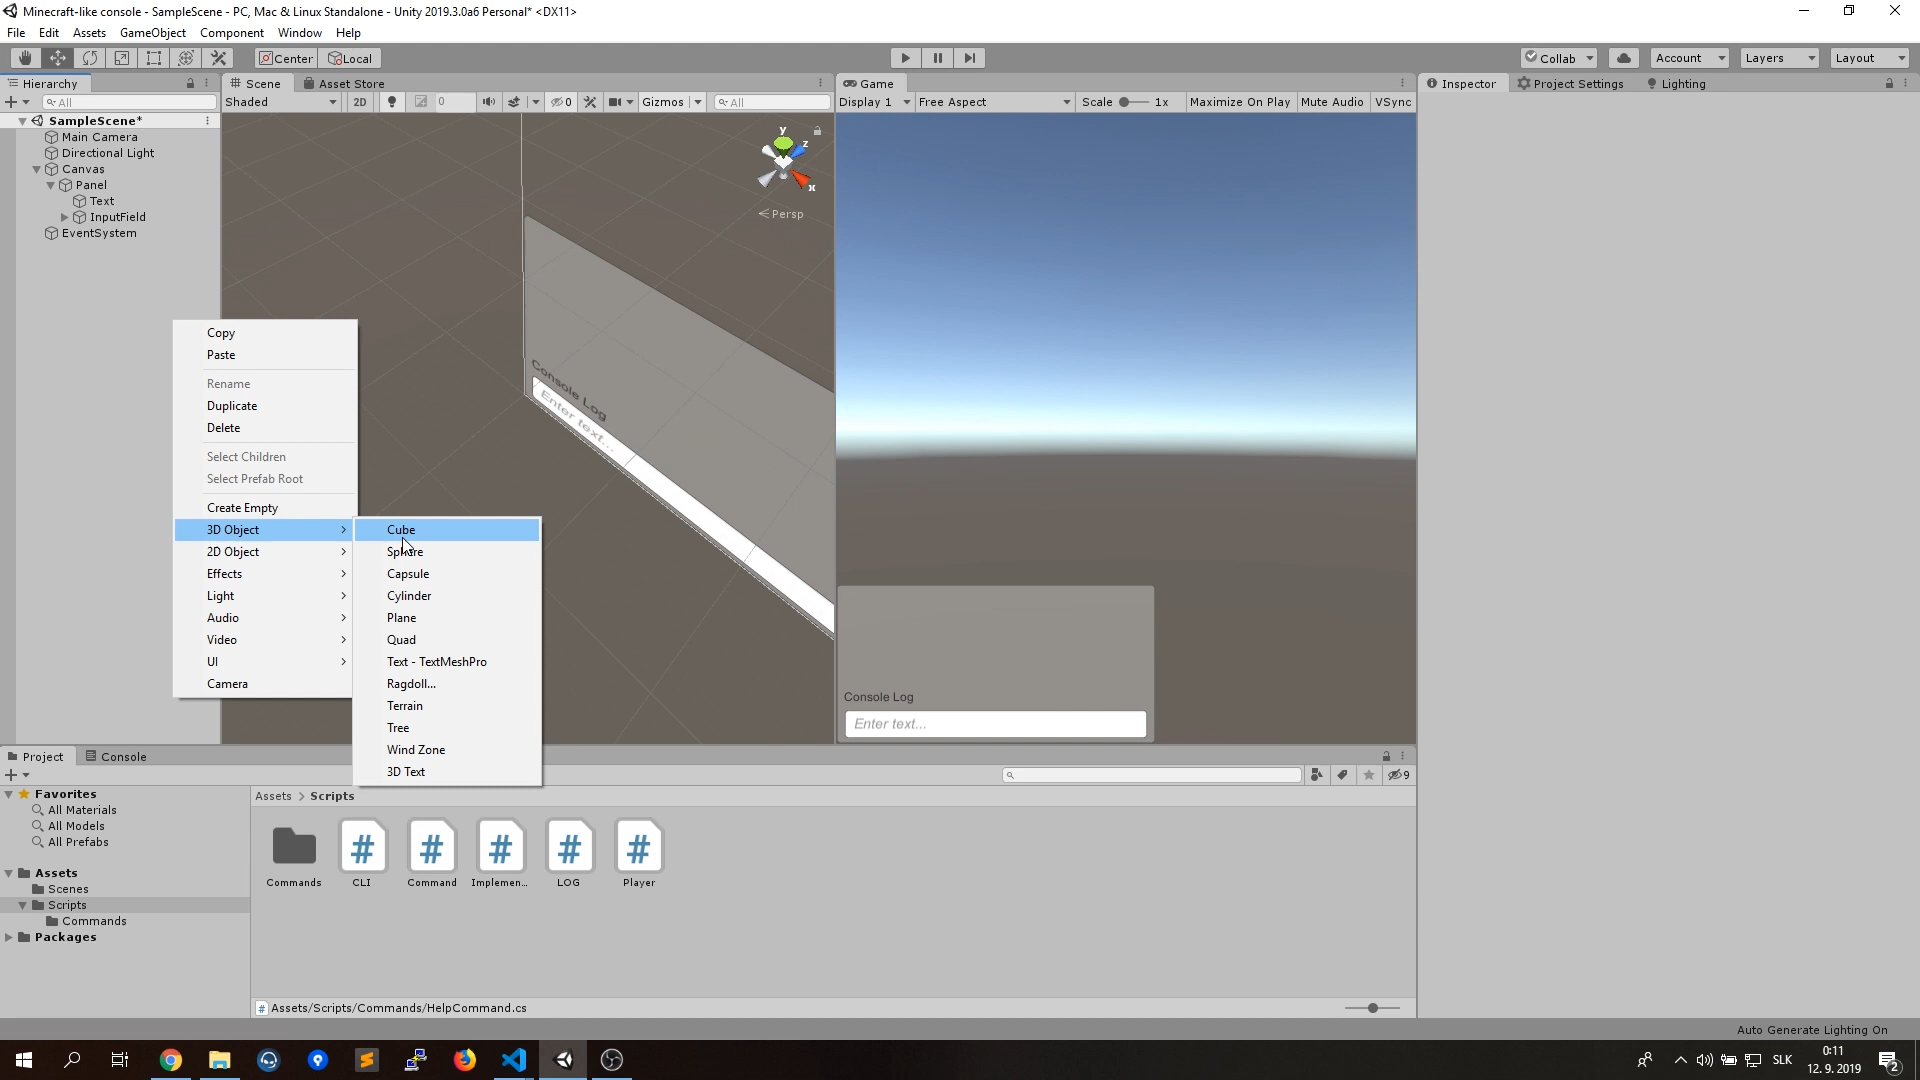 Minecraft-like console - SampleScene - PC, Mac & Linux Standalone - Unity 2019.3.0a6 Personal* <DX11>
File Edit Assets GameObject Component Window Help
Center Local Collab Account Layers Layout
Hierarchy Scene Asset Store Game Inspector Project Settings Lighting
All Shaded 2D 0 0 Gizmos All Display 1 Free Aspect Scale 1x Maximize On Play Mute Audio VSync
SampleScene*
Main Camera
Directional Light
Canvas
Panel
Text
InputField
EventSystem
y
z
x
Persp
Console Log
Enter text...
Copy
Paste
Rename
Duplicate
Delete
Select Children
Select Prefab Root
Create Empty
3D Object
2D Object
Effects
Light
Audio
Video
UI
Camera
Cube
Sphere
Capsule
Cylinder
Plane
Quad
Text - TextMeshPro
Ragdoll...
Terrain
Tree
Wind Zone
3D Text
Console Log
Enter text...
Project Console
9
Favorites
All Materials
All Models
All Prefabs
Assets
Scenes
Scripts
Commands
Packages
Assets > Scripts
Commands CLI Command Implemen... LOG Player
Assets/Scripts/Commands/HelpCommand.cs
Auto Generate Lighting On
SLK
0:11
12. 9. 2019
2